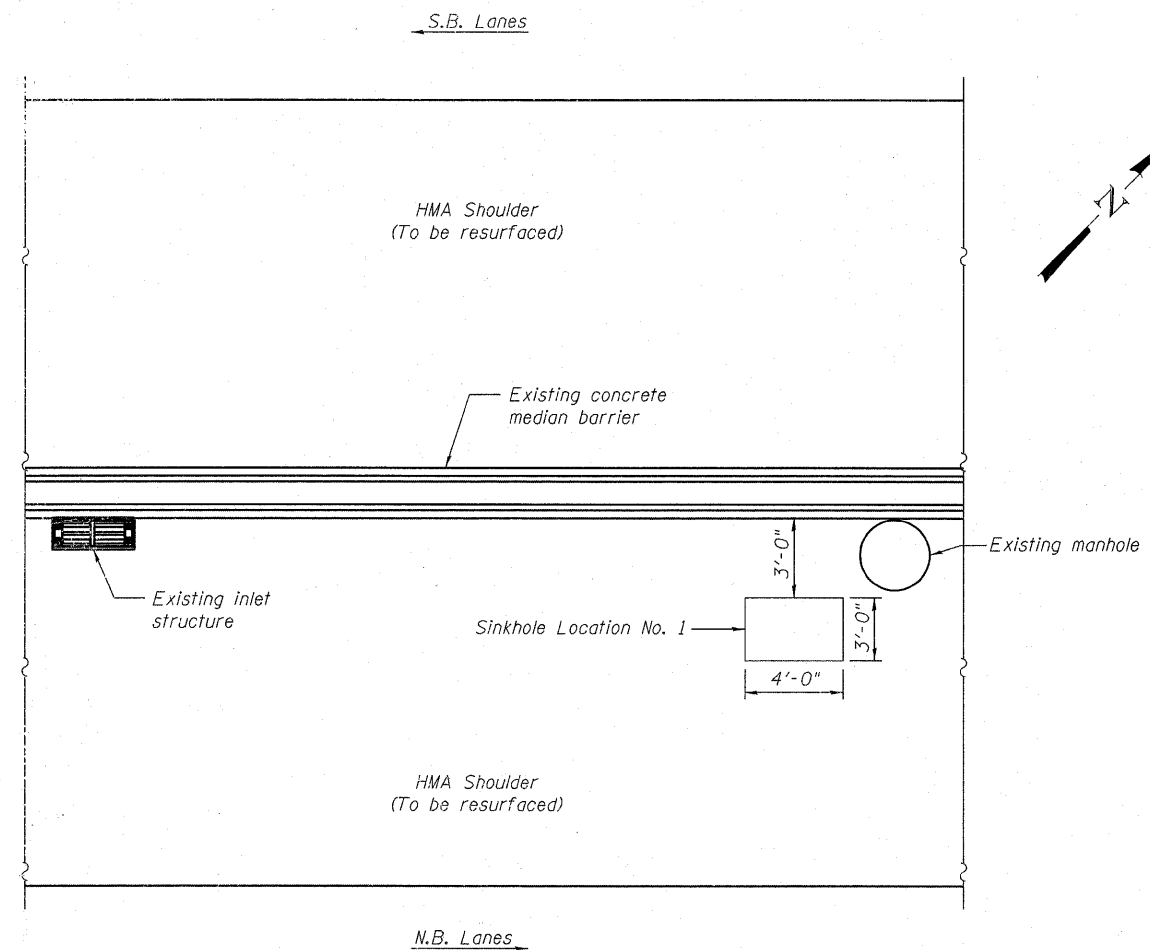 S.B. Lanes
HMA Shoulder
(To be resurfaced)
N
Existing concrete
median barrier
Existing manhole
3'-0"
Existing inlet
structure
Sinkhole Location No. 1
3'-0"
4'-0"
HMA Shoulder
(To be resurfaced)
N.B. Lanes